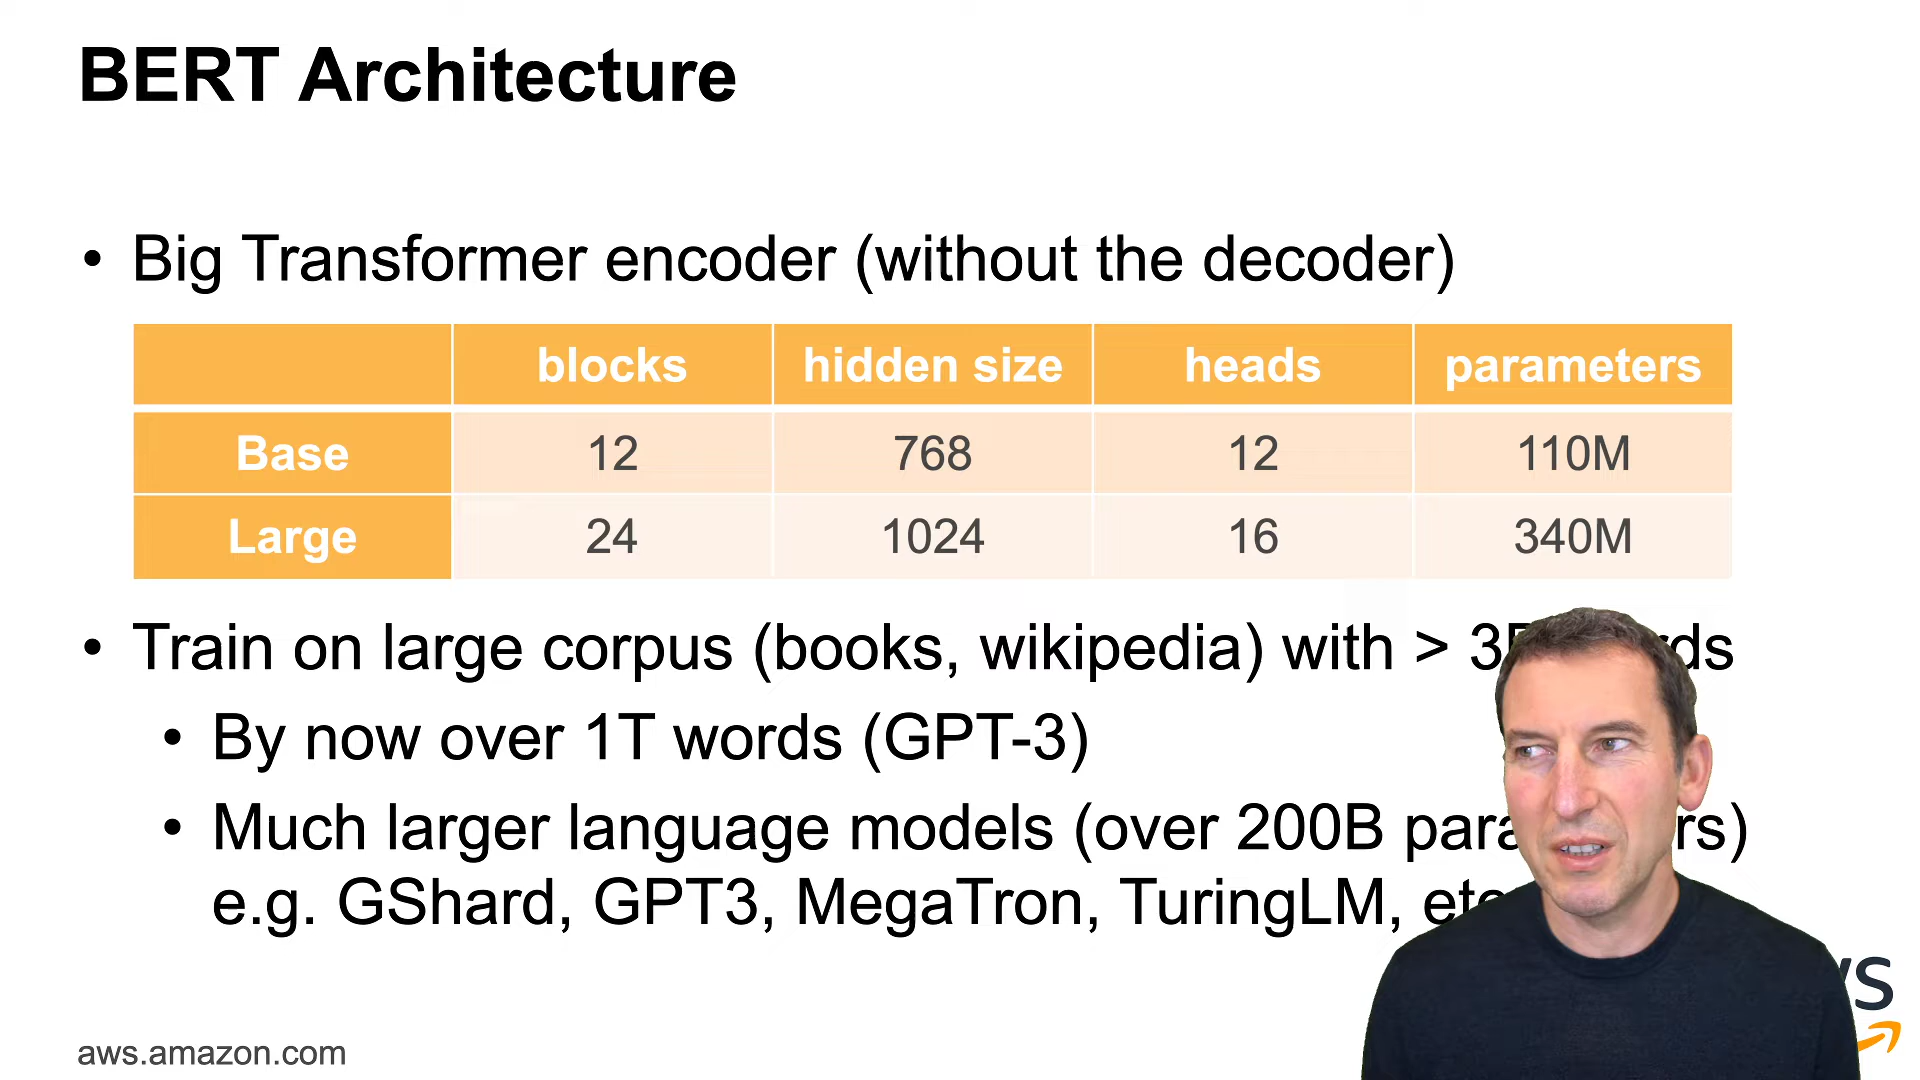 BERT Architecture
• Big Transformer encoder (without the decoder)
blocks hidden size heads parameters
Base 12 768 12 110M
Large 24 1024 16 340M
• Train on large corpus (books, wikipedia) with >
• By now over 1T words (GPT-3)
• Much larger language models (over 200B
e.g. GShard, GPT3, MegaTron, TuringLM,
aws.amazon.com